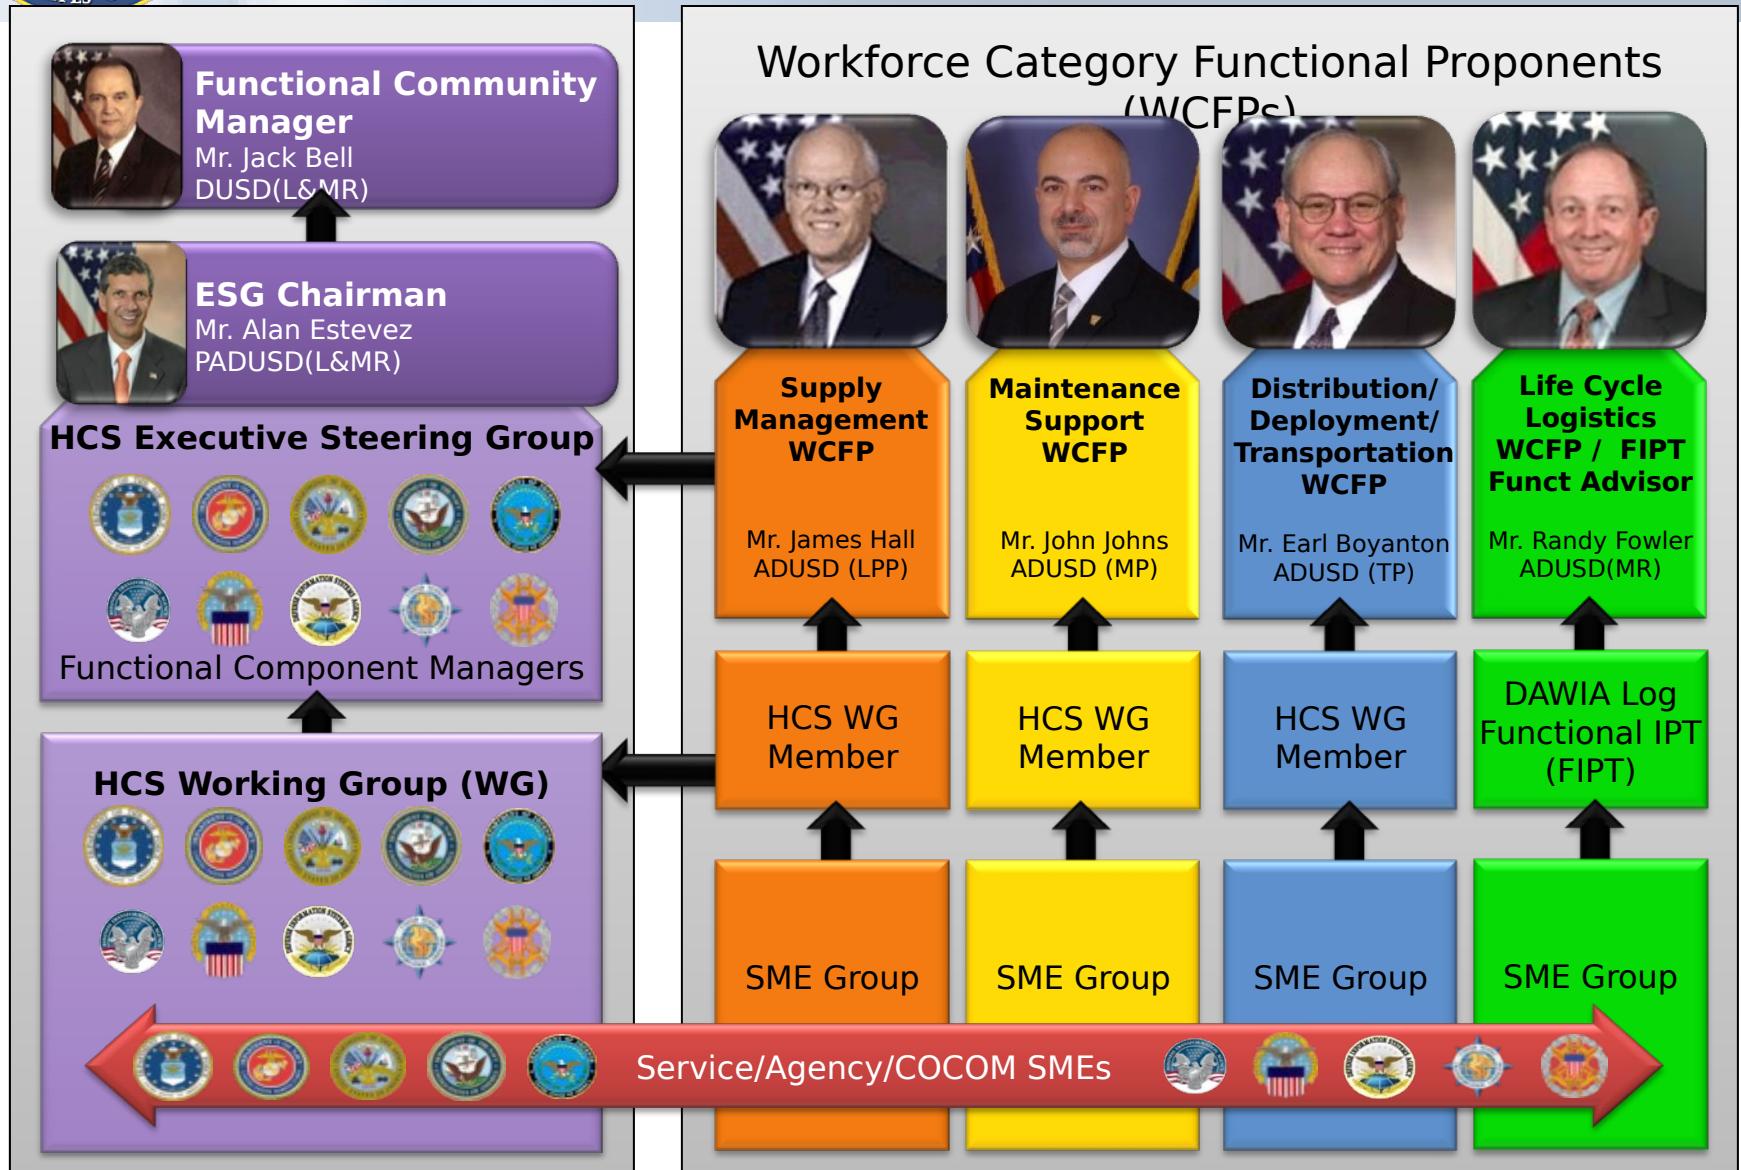 Functional Community
Manager
Mr. Jack Bell
DUSD(L&MR)
ESG Chairman
Mr. Alan Estevez
PADUSD(L&MR)
HCS Executive Steering Group
Functional Component Managers
HCS Working Group (WG)
Workforce Category Functional Proponents
(WCFPs)
Supply
Management
WCFP
Mr. James Hall
ADUSD (LPP)
Maintenance
Support
WCFP
Mr. John Johns
ADUSD (MP)
Distribution/
Deployment/
Transportation
WCFP
Mr. Earl Boyanton
ADUSD (TP)
Life Cycle
Logistics
WCFP / FIPT
Funct Advisor
Mr. Randy Fowler
ADUSD(MR)
HCS WG
Member
HCS WG
Member
HCS WG
Member
DAWIA Log
Functional IPT
(FIPT)
SME Group
SME Group
SME Group
SME Group
Service/Agency/COCOM SMEs